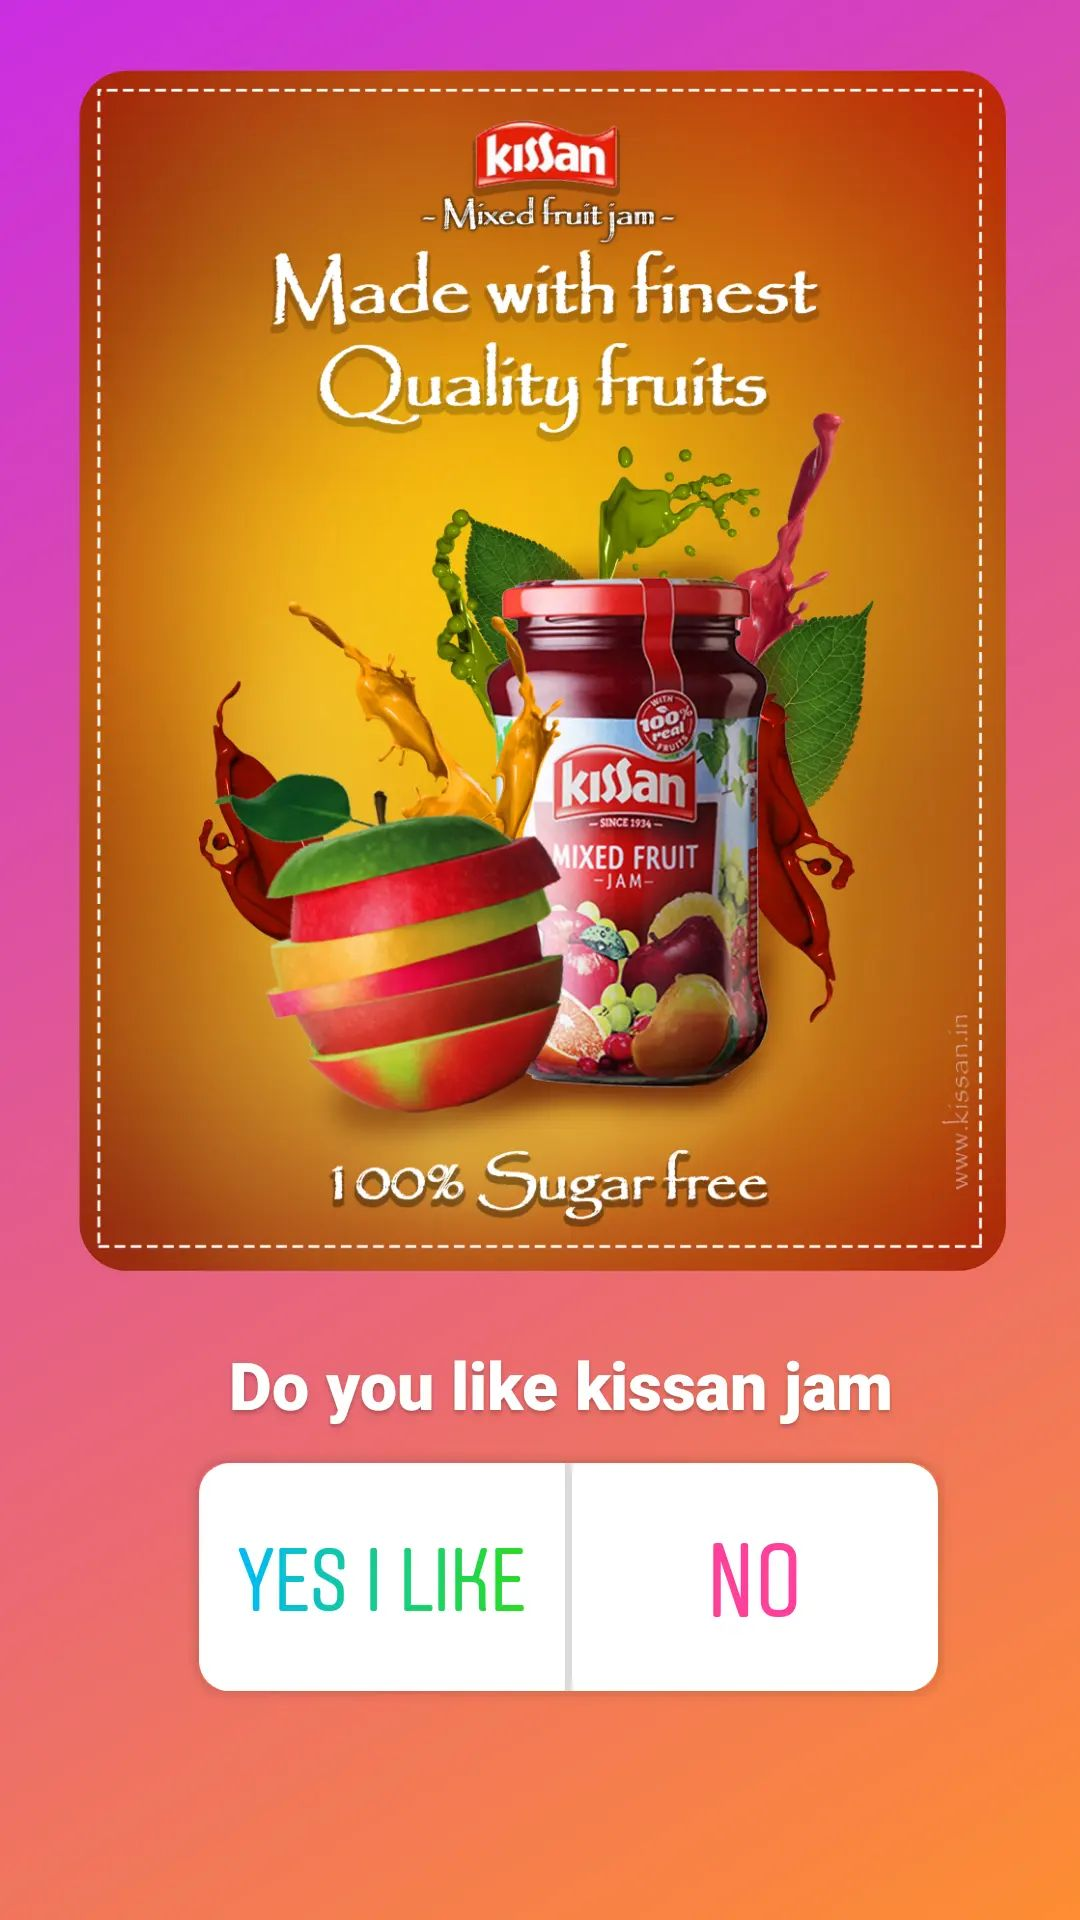 kissan
- Mixed fruit jam -
Made with finest
Quality fruits
WITH
100%
real
FRUITS
kissan
SINCE 1934
MIXED FRUIT
-JAM-
www.kissan.in
100% Sugar free
Do you like kissan jam
YES I LIKE
NO